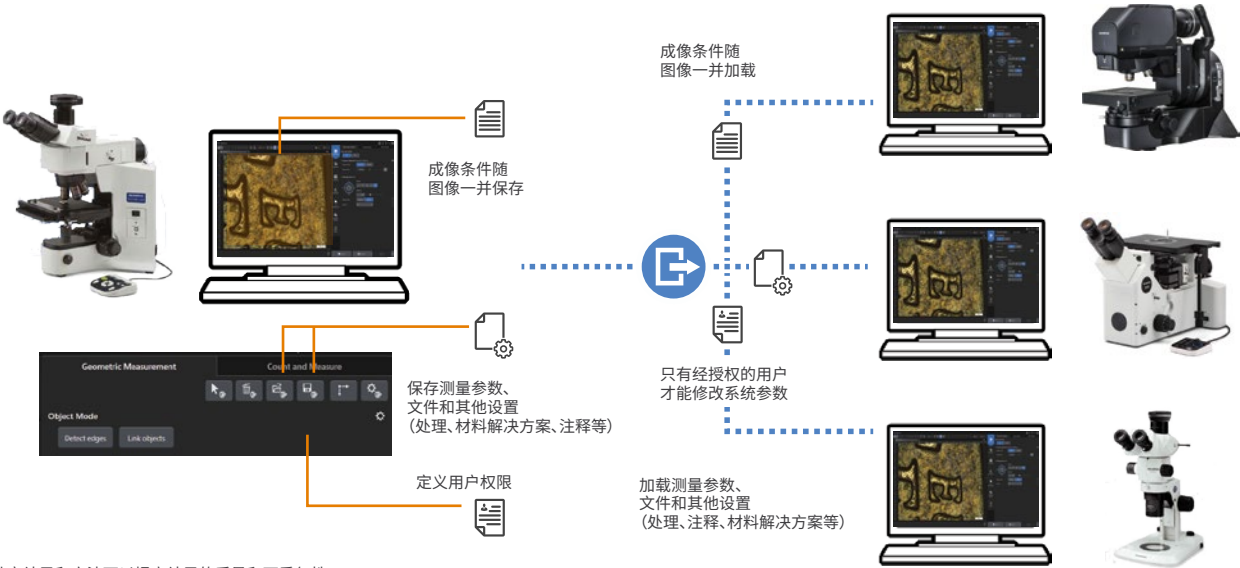 成像条件随
图像一并保存
Geometric Measurement
Count and Measure
Object Mode
Detect edges
Link objects
保存测量参数、
文件和其他设置
（处理、材料解决方案、注释等）
定义用户权限
成像条件随
图像一并加载
只有经授权的用户
才能修改系统参数
加载测量参数、
文件和其他设置
（处理、注释、材料解决方案等）